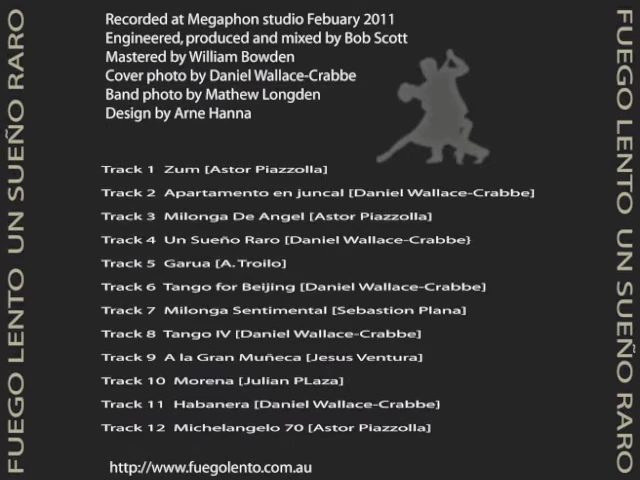 Recorded at Megaphon studio Febuary 2011
Engineered, produced and mixed by Bob Scott
Mastered by William Bowden
Cover photo by Daniel Wallace-Crabbe
Band photo by Mathew Longden
Design by Arne Hanna
Track 1 Zum [Astor Piazzolla]
Track 2 Apartamento en juncal [Daniel Wallace-Crabbe]
Track 3 Milonga De Angel [Astor Piazzolla]
Track 4 Un Sueño Raro [Daniel Wallace-Crabbe}
Track 5 Garua [A. Troilo]
Track 6 Tango for Beijing [Daniel Wallace-Crabbe]
Track 7 Milonga Sentimental [Sebastion Plana]
Track 8 Tango IV [Daniel Wallace-Crabbe]
Track 9 A la Gran Muñeca [Jesus Ventura]
Track 10 Morena [Julian PLaza]
Track 11 Habanera [Daniel Wallace-Crabbe]
Track 12 Michelangelo 70 [Astor Piazzolla]
http://www.fuegolento.com.au
FUEGO LENTO UN SUEÑO RARO
FUEGO LENTO UN SUEÑO RARO